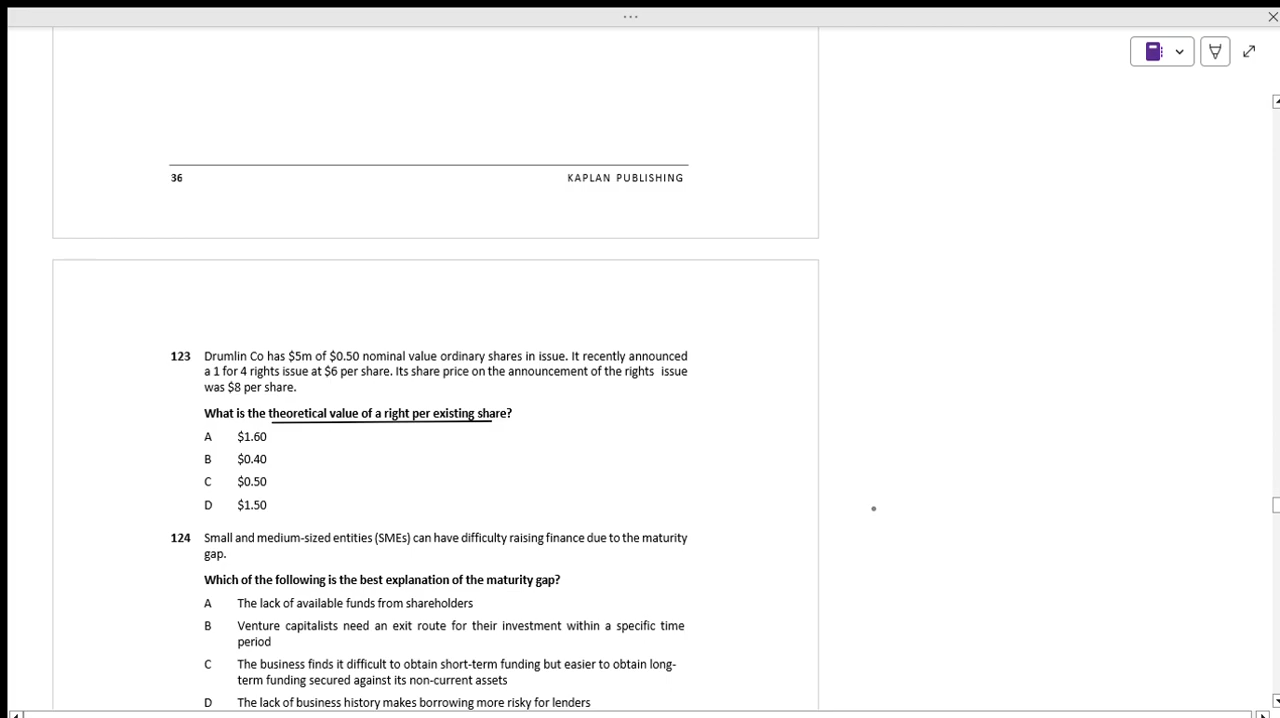 36
KAPLAN PUBLISHING
123 Drumlin Co has $5m of $0.50 nominal value ordinary shares in issue. It recently announced
a 1 for 4 rights issue at $6 per share. Its share price on the announcement of the rights issue
was $8 per share.
What is the theoretical value of a right per existing share?
A $1.60
B $0.40
C $0.50
D $1.50
124 Small and medium-sized entities (SMEs) can have difficulty raising finance due to the maturity
gap.
Which of the following is the best explanation of the maturity gap?
A The lack of available funds from shareholders
B Venture capitalists need an exit route for their investment within a specific time
period
C The business finds it difficult to obtain short-term funding but easier to obtain long-
term funding secured against its non-current assets
D The lack of business history makes borrowing more risky for lenders